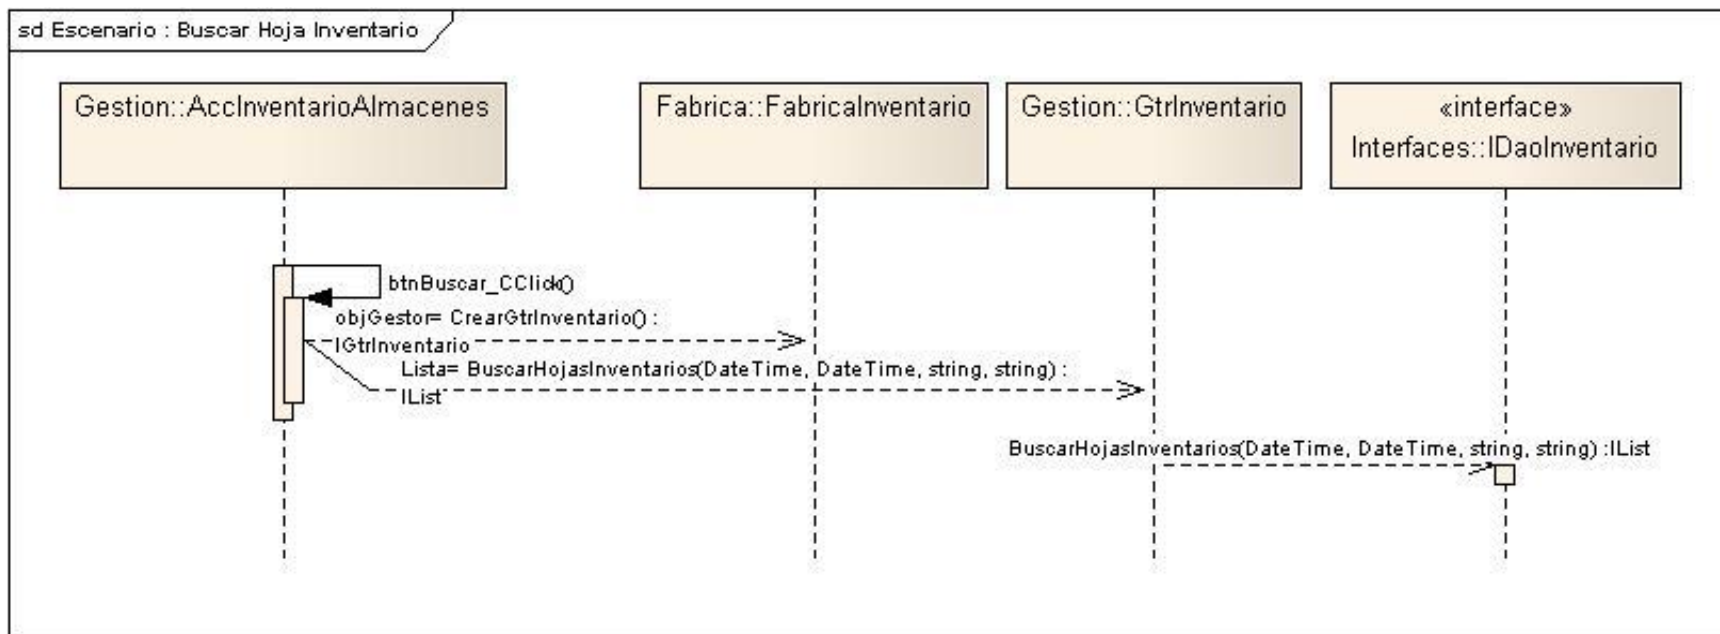 sd Escenario : Buscar Hoja Inventario
Gestion::AccInventarioAlmacenes
Fabrica::FabricaInventario
Gestion::GtrInventario
«interface»
Interfaces::IDaoInventario
btnBuscar_CClick()
objGestor= CrearGtrInventario() :
IGtrInventario
Lista= BuscarHojasInventarios(DateTime, DateTime, string, string) :
IList
BuscarHojasInventarios(DateTime, DateTime, string, string) :IList